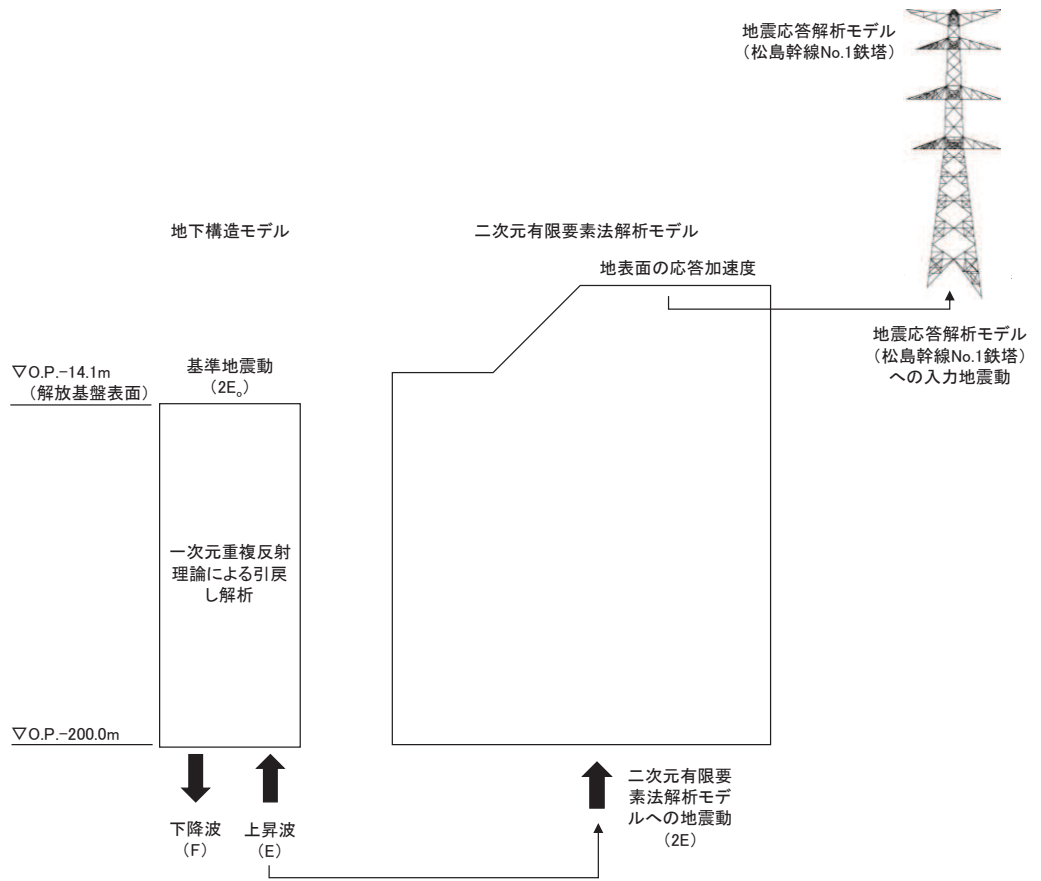 地震応答解析モデル
（松島幹線No.1鉄塔）
地下構造モデル
二次元有限要素法解析モデル
地表面の応答加速度
地震応答解析モデル
（松島幹線No.1鉄塔）
への入力地震動
▽O.P.-14.1m
（解放基盤表面）
基準地震動
（2E₀）
一次元重複反射
理論による引戻
し解析
▽O.P.-200.0m
下降波
（F）
上昇波
（E）
二次元有限要
素法解析モデ
ルへの地震動
（2E）